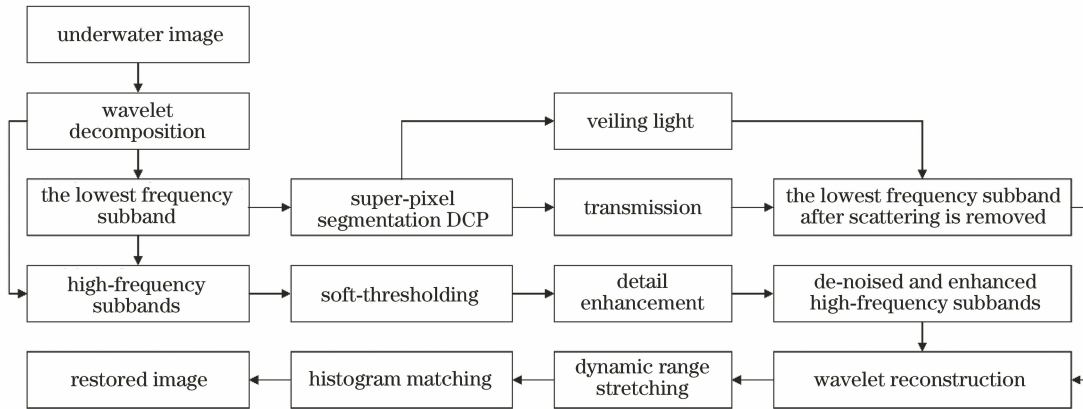 underwater image
wavelet
decomposition
veiling light
the lowest frequency
subband
super-pixel
segmentation DCP
transmission
the lowest frequency subband
after scattering is removed
high-frequency
subbands
soft-thresholding
detail
enhancement
de-noised and enhanced
high-frequency subbands
restored image
histogram matching
dynamic range
stretching
wavelet reconstruction